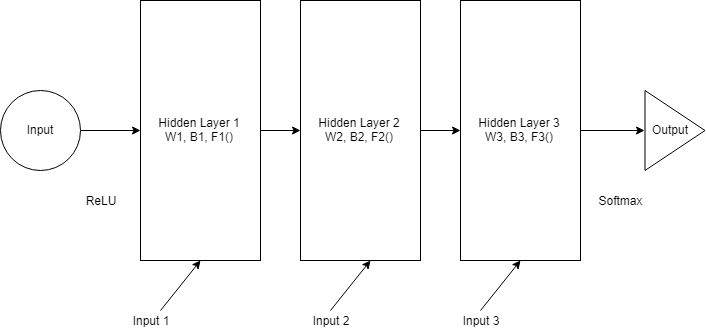 Input
Hidden Layer 1
W1, B1, F1()
Hidden Layer 2
W2, B2, F2()
Hidden Layer 3
W3, B3, F3()
Output
ReLU
Softmax
Input 1
Input 2
Input 3